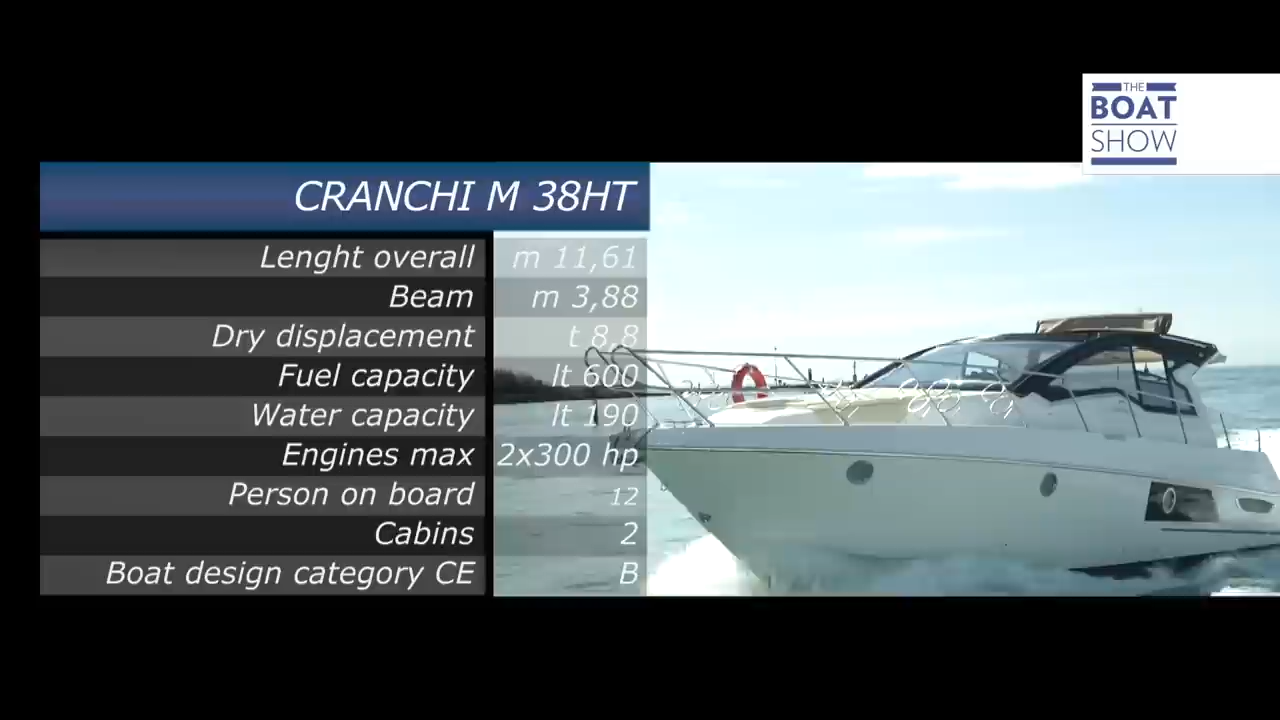 THE
BOAT
SHOW
CRANCHI M 38HT
Lenght overall m 11,61
Beam m 3,88
Dry displacement t 8,8
Fuel capacity lt 600
Water capacity lt 190
Engines max 2x300 hp
Person on board 12
Cabins 2
Boat design category CE B